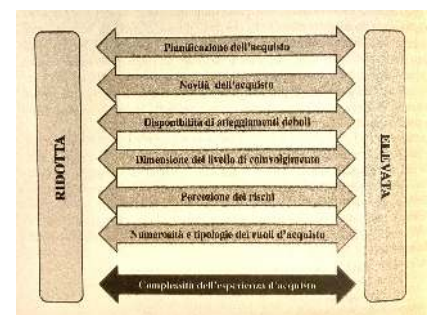 RIDOTTA
Pianificazione dell'acquisto
Novità dell'acquisto
Disponibilità di atteggiamenti deboli
Dimensione del livello di coinvolgimento
Percezione dei rischi
Numerosità e tipologie dei ruoli d'acquisto
Complessità dell'esperienza d'acquisto
ELEVATA